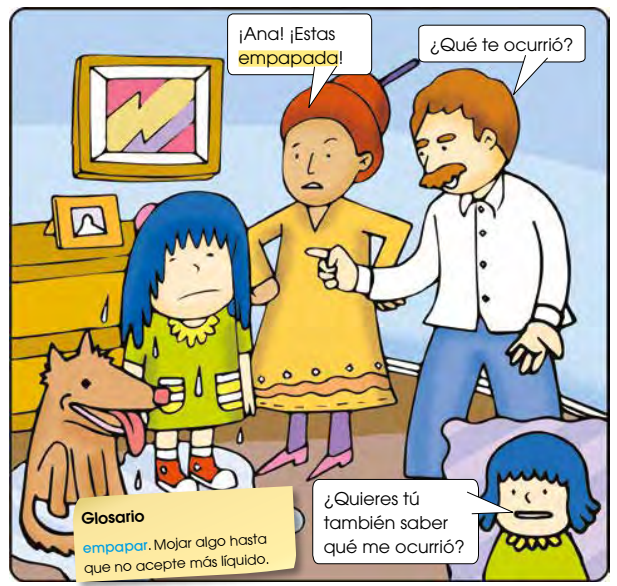 ¡Ana! ¡Estas
empapada!
¿Qué te ocurrió?
Glosario
empapar. Mojar algo hasta
que no acepte más líquido.
¿Quieres tú
también saber
qué me ocurrió?